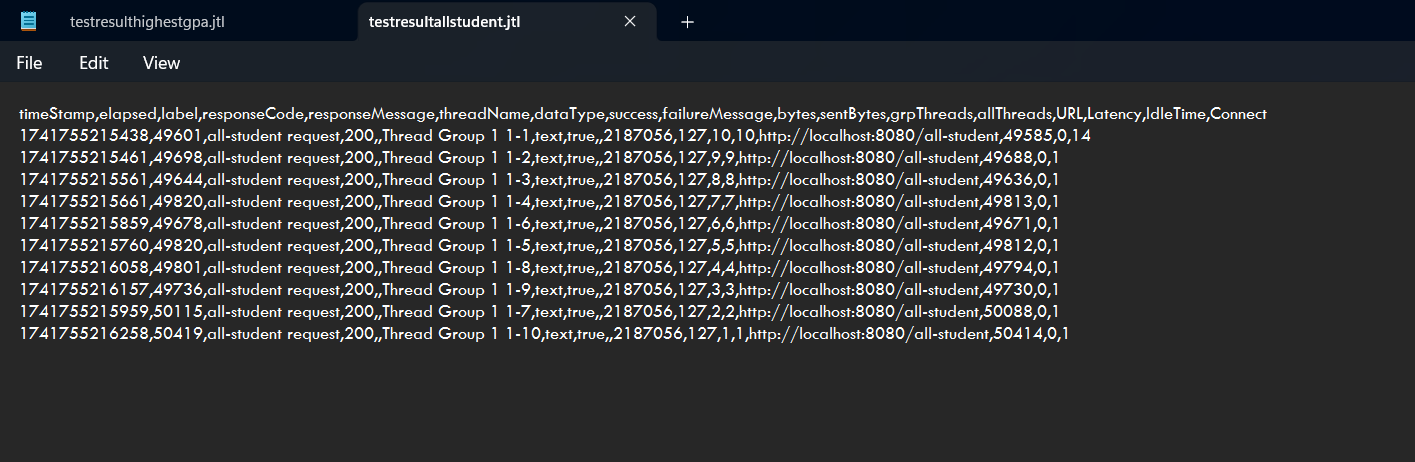 testresulthighestgpa.jtl
testresultallstudent.jtl
File Edit View
timeStamp,elapsed,label,responseCode,responseMessage,threadName,dataType,success,failureMessage,bytes,sentBytes,grpThreads,allThreads,URL,Latency,IdleTime,Connect
1741755215438,49601,all-student request,200,,Thread Group 1 1-1,text,true,,2187056,127,10,10,http://localhost:8080/all-student,49585,0,14
1741755215461,49698,all-student request,200,,Thread Group 1 1-2,text,true,,2187056,127,9,9,http://localhost:8080/all-student,49688,0,1
1741755215561,49644,all-student request,200,,Thread Group 1 1-3,text,true,,2187056,127,8,8,http://localhost:8080/all-student,49636,0,1
1741755215661,49820,all-student request,200,,Thread Group 1 1-4,text,true,,2187056,127,7,7,http://localhost:8080/all-student,49813,0,1
1741755215859,49678,all-student request,200,,Thread Group 1 1-6,text,true,,2187056,127,6,6,http://localhost:8080/all-student,49671,0,1
1741755215760,49820,all-student request,200,,Thread Group 1 1-5,text,true,,2187056,127,5,5,http://localhost:8080/all-student,49812,0,1
1741755216058,49801,all-student request,200,,Thread Group 1 1-8,text,true,,2187056,127,4,4,http://localhost:8080/all-student,49794,0,1
1741755216157,49736,all-student request,200,,Thread Group 1 1-9,text,true,,2187056,127,3,3,http://localhost:8080/all-student,49730,0,1
1741755215959,50115,all-student request,200,,Thread Group 1 1-7,text,true,,2187056,127,2,2,http://localhost:8080/all-student,50088,0,1
1741755216258,50419,all-student request,200,,Thread Group 1 1-10,text,true,,2187056,127,1,1,http://localhost:8080/all-student,50414,0,1